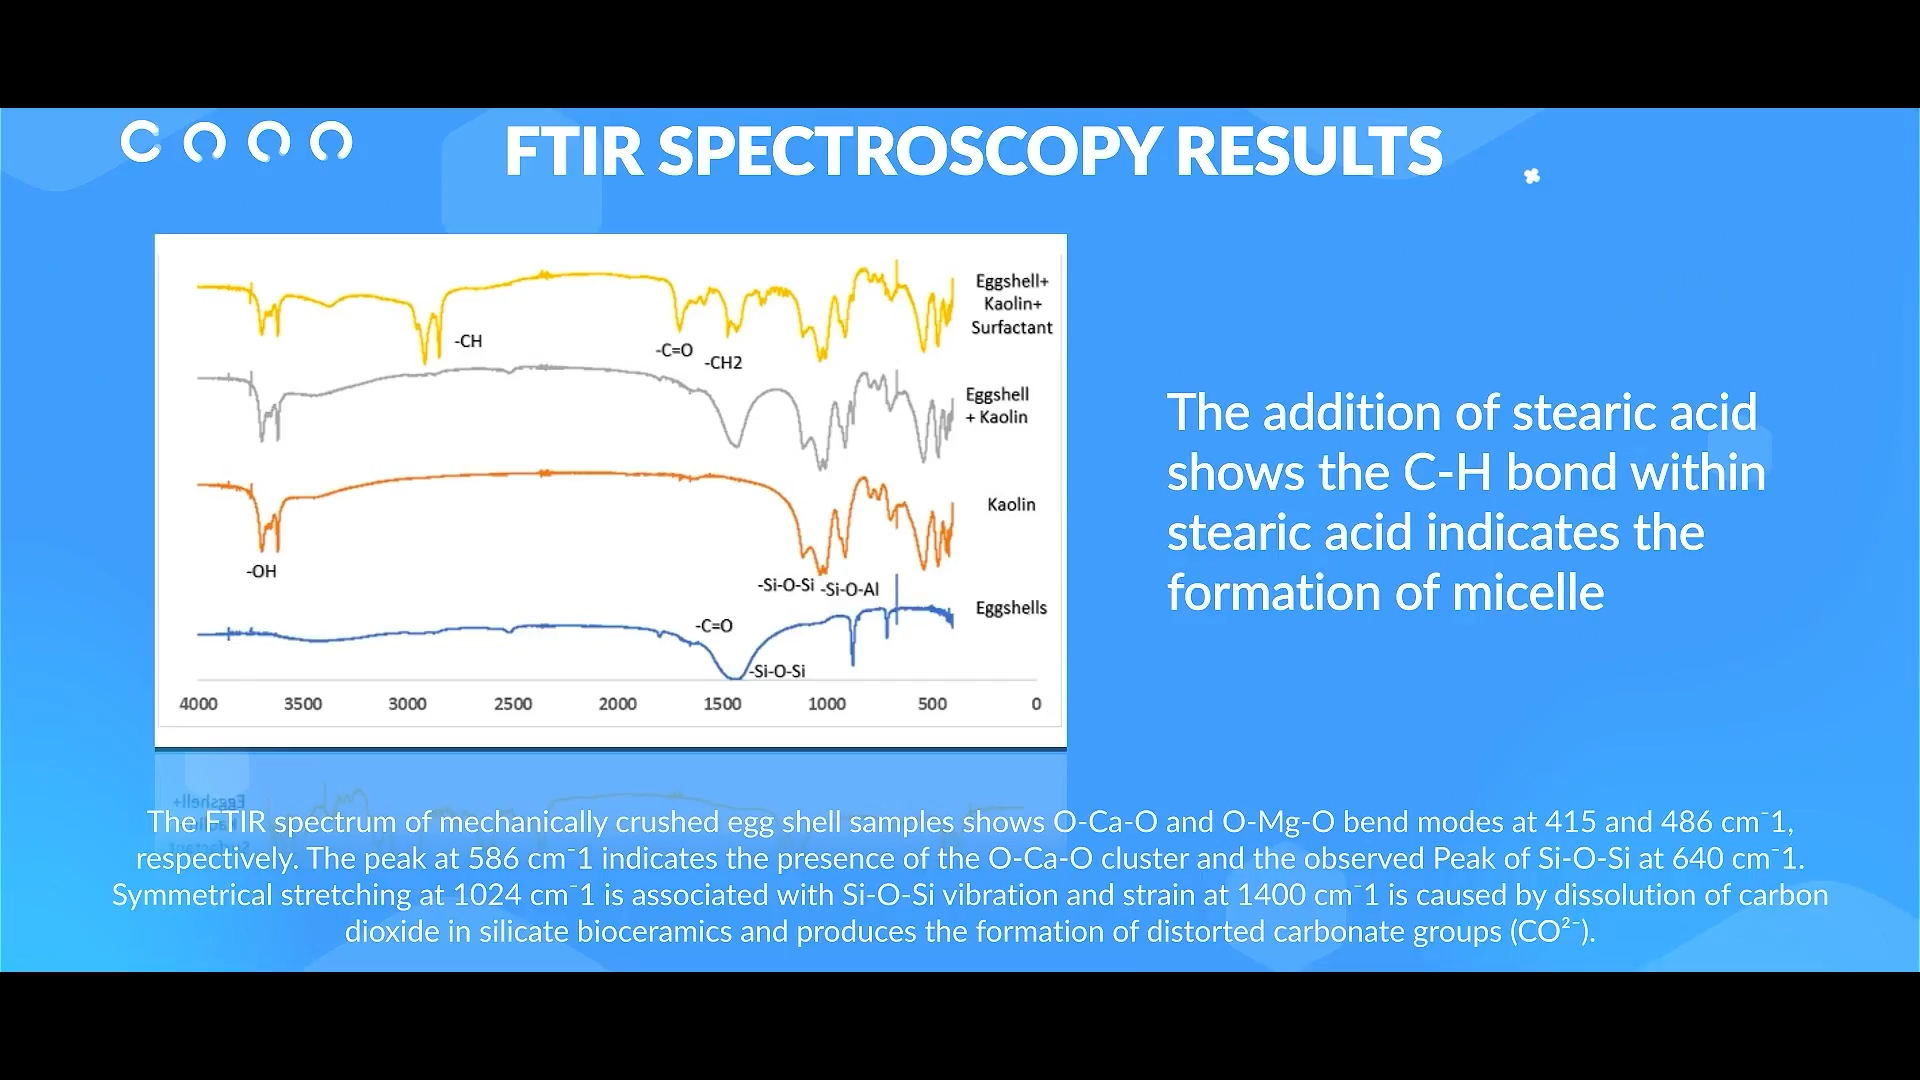 FTIR SPECTROSCOPY RESULTS
Eggshell+
Kaolin+
Surfactant
-CH
-C=O
-CH2
Eggshell
+ Kaolin
Kaolin
-OH
-Si-O-Si
-Si-O-Al
Eggshells
-C=O
-Si-O-Si
4000 3500 3000 2500 2000 1500 1000 500 0
The addition of stearic acid
shows the C-H bond within
stearic acid indicates the
formation of micelle
The FTIR spectrum of mechanically crushed egg shell samples shows O-Ca-O and O-Mg-O bend modes at 415 and 486 cm⁻1,
respectively. The peak at 586 cm⁻1 indicates the presence of the O-Ca-O cluster and the observed Peak of Si-O-Si at 640 cm⁻1.
Symmetrical stretching at 1024 cm⁻1 is associated with Si-O-Si vibration and strain at 1400 cm⁻1 is caused by dissolution of carbon
dioxide in silicate bioceramics and produces the formation of distorted carbonate groups (CO²⁻).